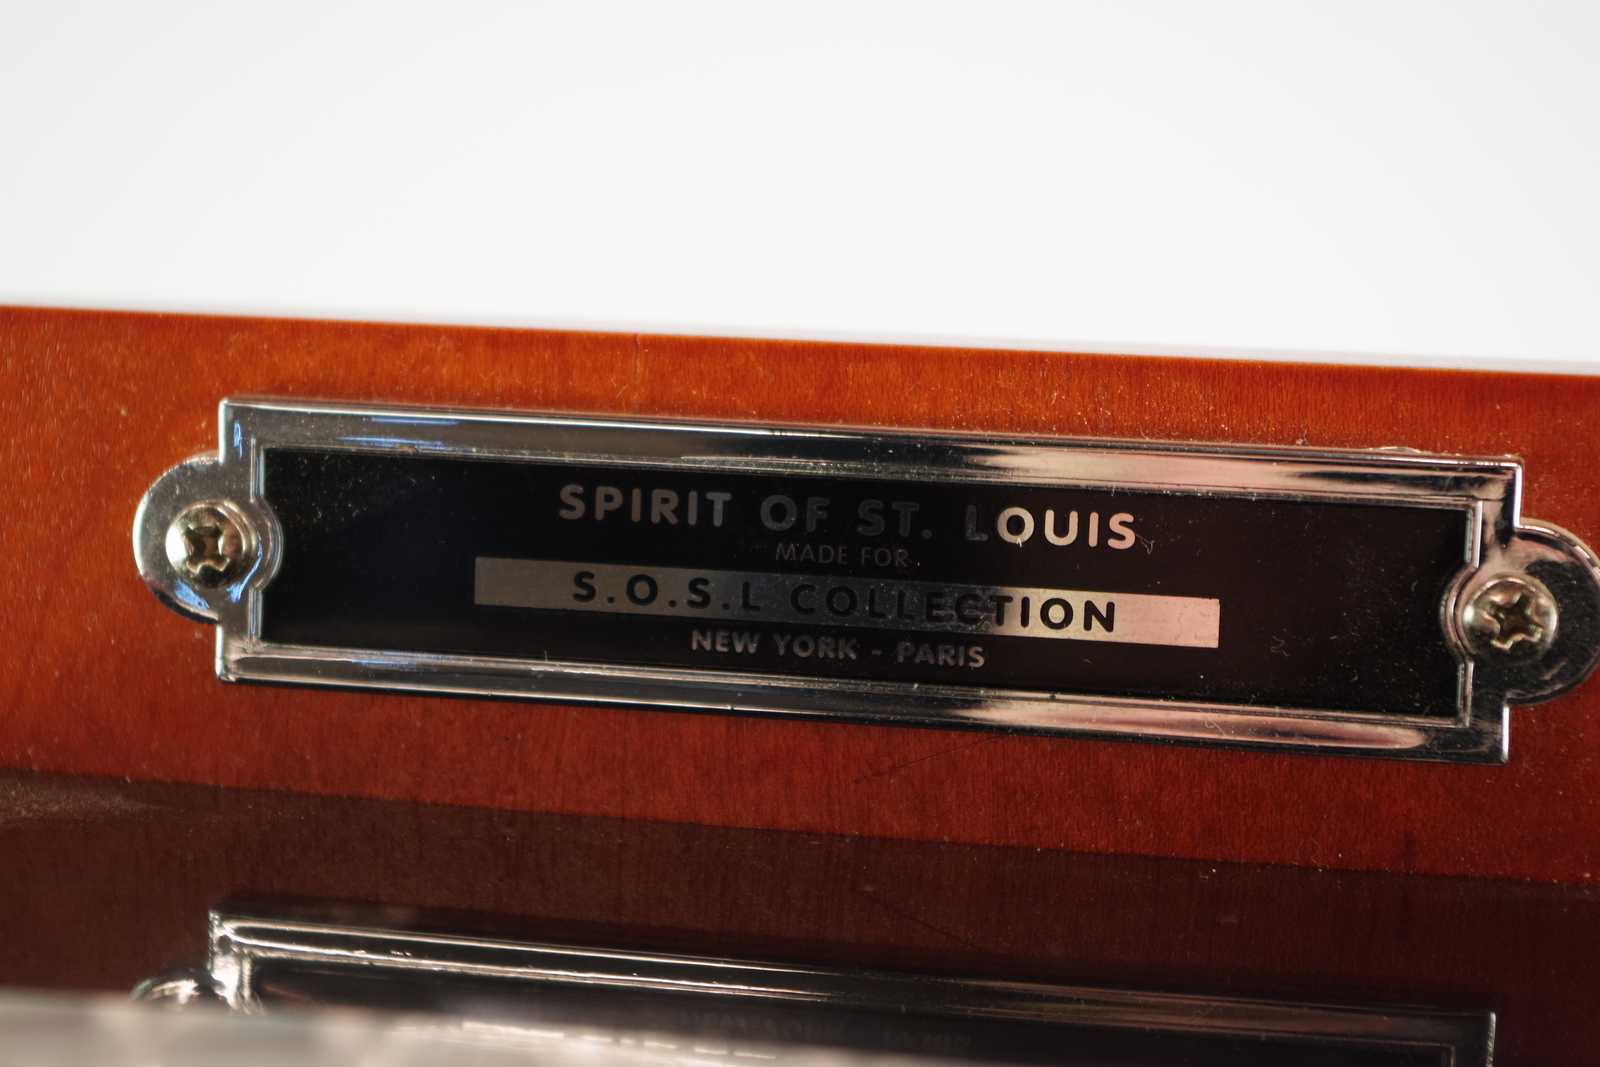 SPIRIT OF ST. LOUIS
MADE FOR
S.O.S.L COLLECTION
NEW YORK - PARIS